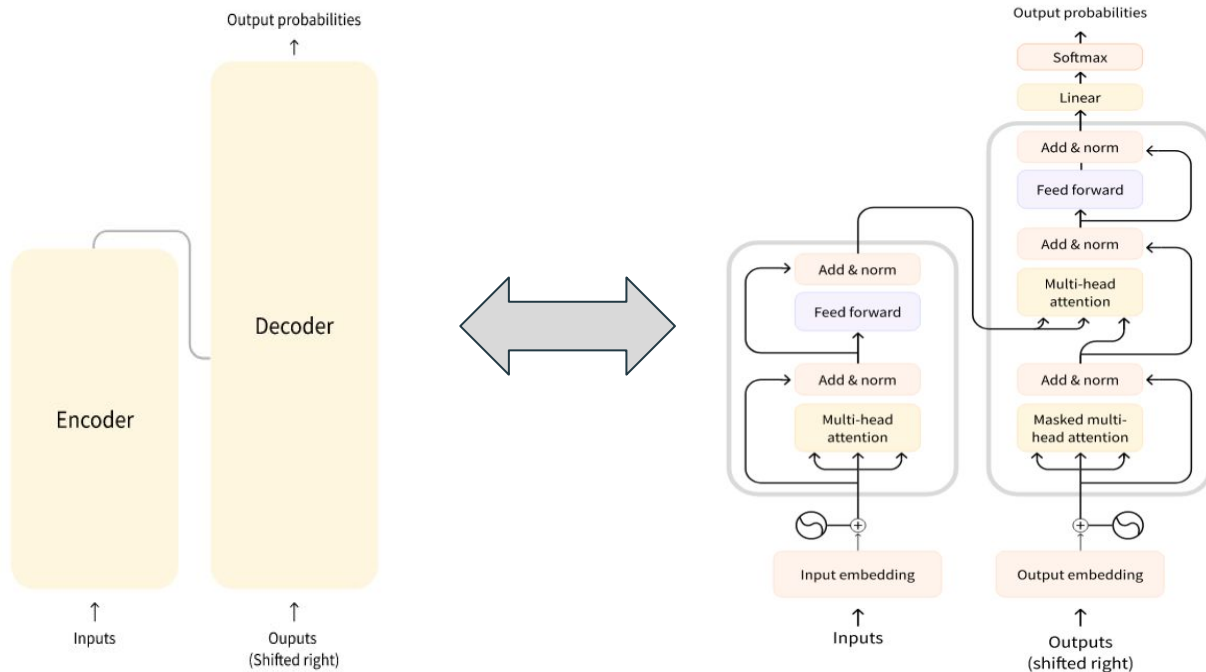 Output probabilities
Decoder
Encoder
Inputs
Ouputs
(Shifted right)
Output probabilities
Softmax
Linear
Add & norm
Feed forward
Add & norm
Multi-head
attention
Add & norm
Masked multi-
head attention
Add & norm
Feed forward
Add & norm
Multi-head
attention
Input embedding
Output embedding
Inputs
Outputs
(shifted right)